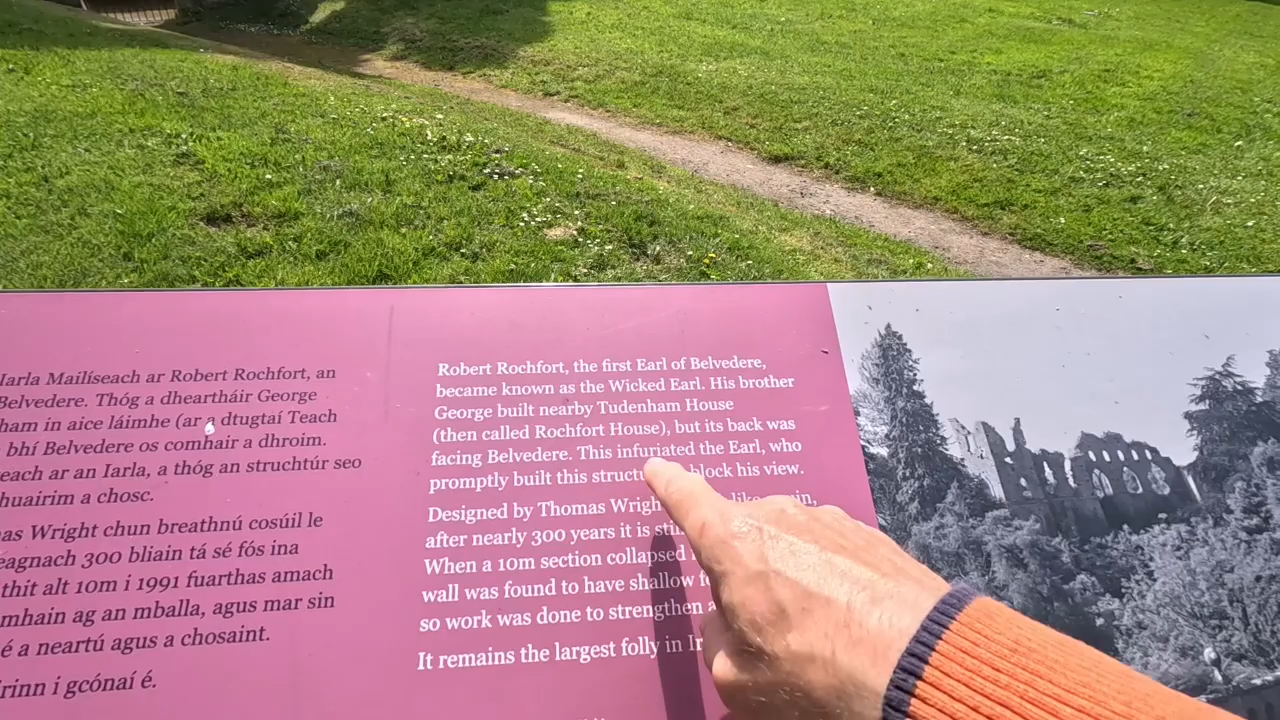 Iarla Mailíseach ar Robert Rochfort, an
Belvedere. Thóg a dheartháir George
ham in aice láimhe (ar a dtugtaí Teach
bhí Belvedere os comhair a dhroim.
teach ar an Iarla, a thóg an struchtúr seo
huairim a chosc.
as Wright chun breathnú cosúil le
eagnach 300 bliain tá sé fós ina
thit alt 10m i 1991 fuarthas amach
mhain ag an mballa, agus mar sin
é a neartú agus a chosaint.
rinn i gcónaí é.
Robert Rochfort, the first Earl of Belvedere,
became known as the Wicked Earl. His brother
George built nearby Tudenham House
(then called Rochfort House), but its back was
facing Belvedere. This infuriated the Earl, who
promptly built this struct block his view.
Designed by Thomas Wrigh like
after nearly 300 years it is
When a 10m section collapsed
wall was found to have shallow
so work was done to strengthen
It remains the largest folly in Ir